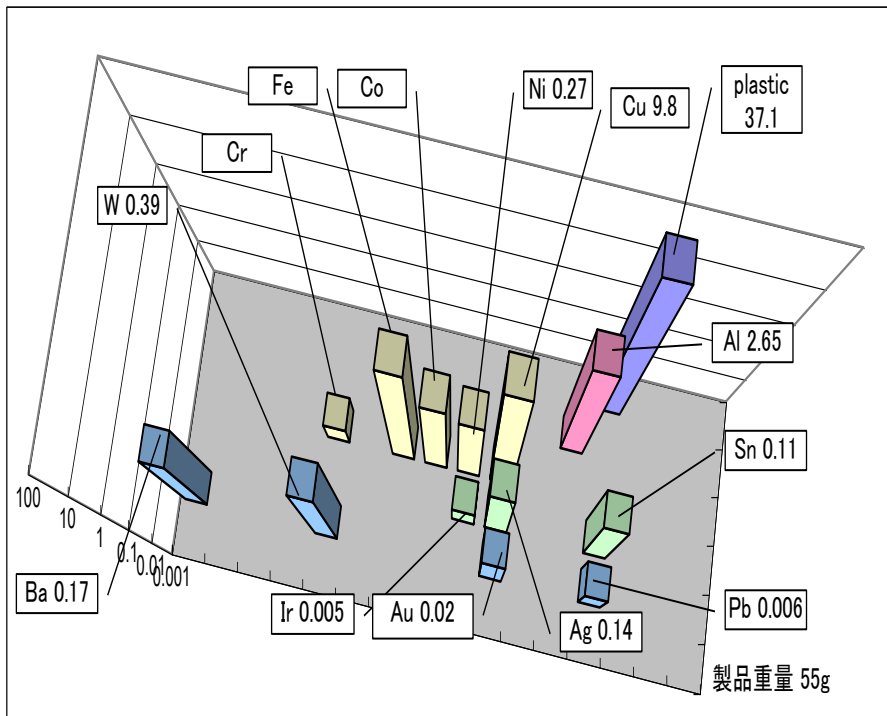 Fe
Co
Ni 0.27
Cu 9.8
plastic
37.1
Cr
W 0.39
Al 2.65
Sn 0.11
100
10
1
0.1
0.01
0.001
Ba 0.17
Ir 0.005
Au 0.02
Ag 0.14
Pb 0.006
製品重量 55g